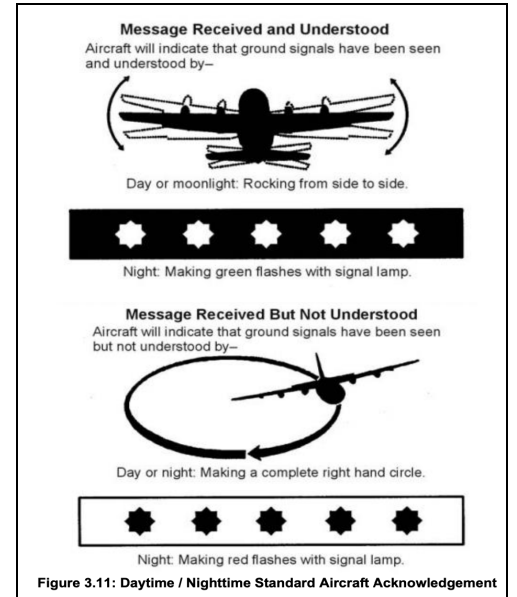 Message Received and Understood
Aircraft will indicate that ground signals have been seen
and understood by–
Day or moonlight: Rocking from side to side.
Night: Making green flashes with signal lamp.
Message Received But Not Understood
Aircraft will indicate that ground signals have been seen
but not understood by–
Day or night: Making a complete right hand circle.
Night: Making red flashes with signal lamp.
Figure 3.11: Daytime / Nighttime Standard Aircraft Acknowledgement